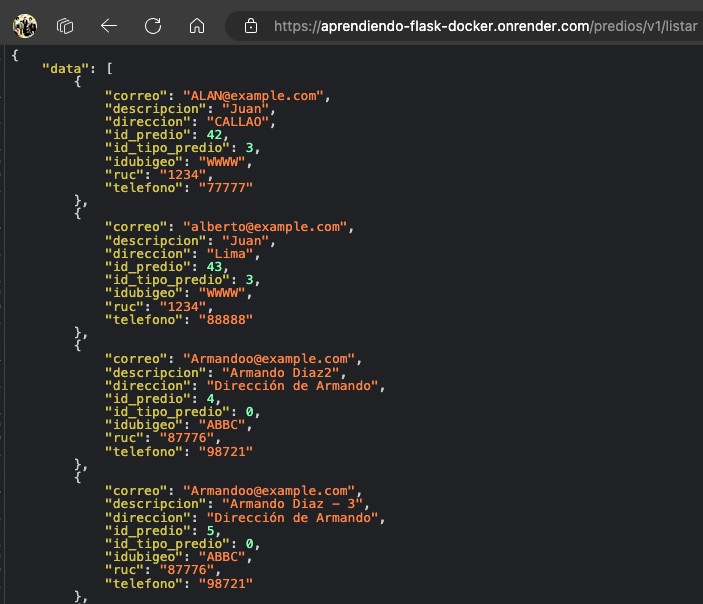 https://aprendiendo-flask-docker.onrender.com/predios/v1/listar
{
"data": [
{
"correo": "ALAN@example.com",
"descripcion": "Juan",
"direccion": "CALLAO",
"id_predio": 42,
"id_tipo_predio": 3,
"idubigeo": "WWWW",
"ruc": "1234",
"telefono": "77777"
},
{
"correo": "alberto@example.com",
"descripcion": "Juan",
"direccion": "Lima",
"id_predio": 43,
"id_tipo_predio": 3,
"idubigeo": "WWWW",
"ruc": "1234",
"telefono": "88888"
},
{
"correo": "Armandoo@example.com",
"descripcion": "Armando Diaz2",
"direccion": "Dirección de Armando",
"id_predio": 4,
"id_tipo_predio": 0,
"idubigeo": "ABBC",
"ruc": "87776",
"telefono": "98721"
},
{
"correo": "Armandoo@example.com",
"descripcion": "Armando Diaz - 3",
"direccion": "Dirección de Armando",
"id_predio": 5,
"id_tipo_predio": 0,
"idubigeo": "ABBC",
"ruc": "87776",
"telefono": "98721"
},